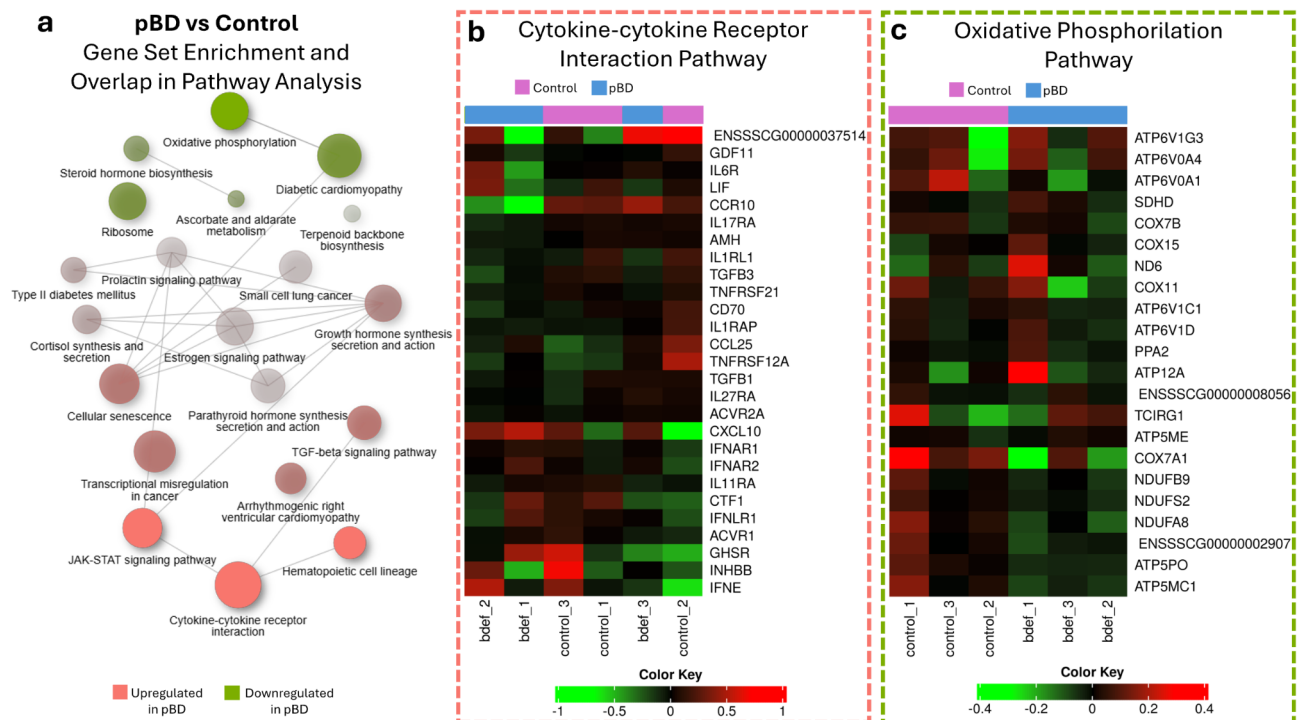 a
pBD vs Control
Gene Set Enrichment and
Overlap in Pathway Analysis
Oxidative phosphorylation
Steroid hormone biosynthesis
Diabetic cardiomyopathy
Ribosome
Ascorbate and aldarate
metabolism
Terpenoid backbone
biosynthesis
Prolactin signaling pathway
Type II diabetes mellitus
Small cell lung cancer
Growth hormone synthesis
secretion and action
Cortisol synthesis and
secretion
Estrogen signaling pathway
Cellular senescence
Parathyroid hormone synthesis
secretion and action
TGF-beta signaling pathway
Transcriptional misregulation
in cancer
Arrhythmogenic right
ventricular cardiomyopathy
JAK-STAT signaling pathway
Hematopoietic cell lineage
Cytokine-cytokine receptor
interaction
Upregulated
in pBD
Downregulated
in pBD
b
Cytokine-cytokine Receptor
Interaction Pathway
Control
pBD
ENSSSCG00000037514
GDF11
IL6R
LIF
CCR10
IL17RA
AMH
IL1RL1
TGFB3
TNFRSF21
CD70
IL1RAP
CCL25
TNFRSF12A
TGFB1
IL27RA
ACVR2A
CXCL10
IFNAR1
IFNAR2
IL11RA
CTF1
IFNLR1
ACVR1
GHSR
INHBB
IFNE
bdef_2
bdef_1
control_3
control_1
bdef_3
control_2
Color Key
-1
-0.5
0
0.5
1
c
Oxidative Phosphorilation
Pathway
Control
pBD
ATP6V1G3
ATP6V0A4
ATP6V0A1
SDHD
COX7B
COX15
ND6
COX11
ATP6V1C1
ATP6V1D
PPA2
ATP12A
ENSSSCG00000008056
TCIRG1
ATP5ME
COX7A1
NDUFB9
NDUFS2
NDUFA8
ENSSSCG00000002907
ATP5PO
ATP5MC1
control_1
control_3
control_2
bdef_1
bdef_3
bdef_2
Color Key
-0.4
-0.2
0
0.2
0.4